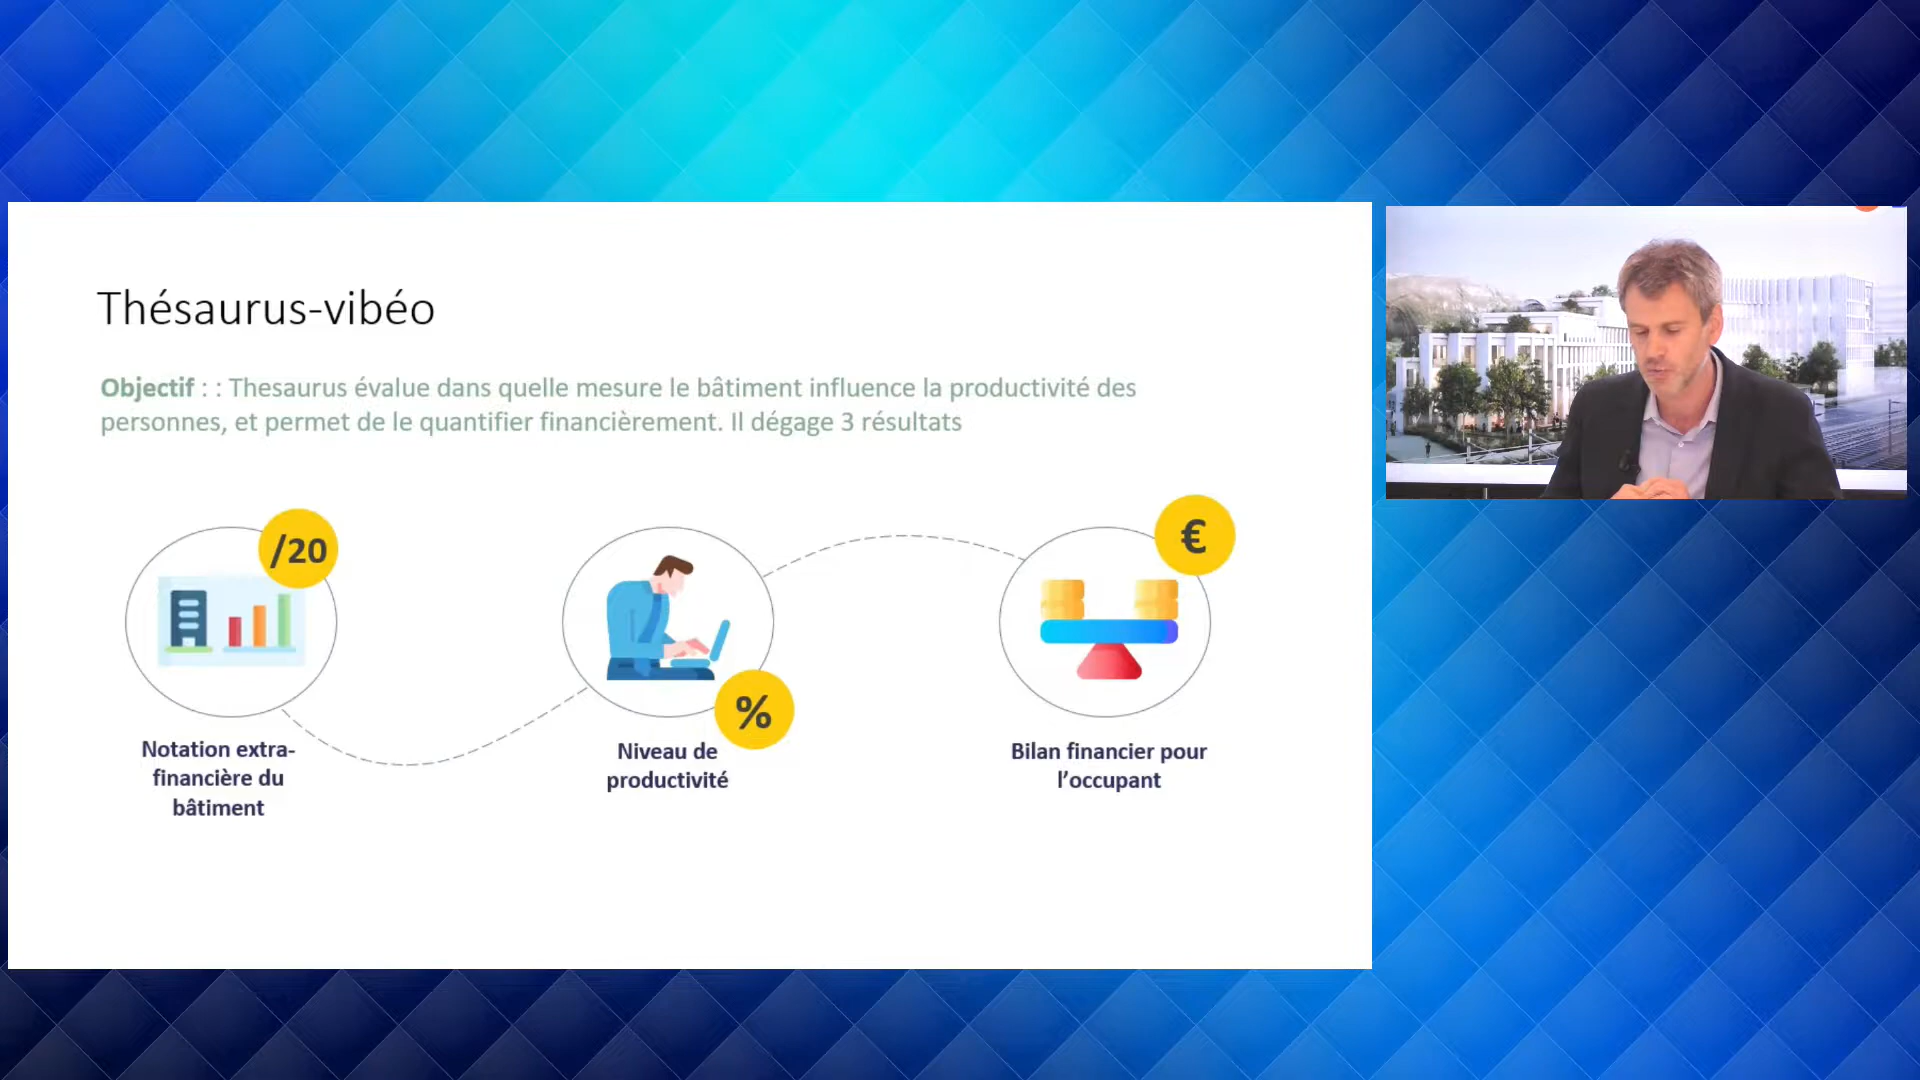 Thésaurus-vibéo
Objectif : : Thesaurus évalue dans quelle mesure le bâtiment influence la productivité des
personnes, et permet de le quantifier financièrement. Il dégage 3 résultats
/20
Notation extra-
financière du
bâtiment
%
Niveau de
productivité
€
Bilan financier pour
l'occupant